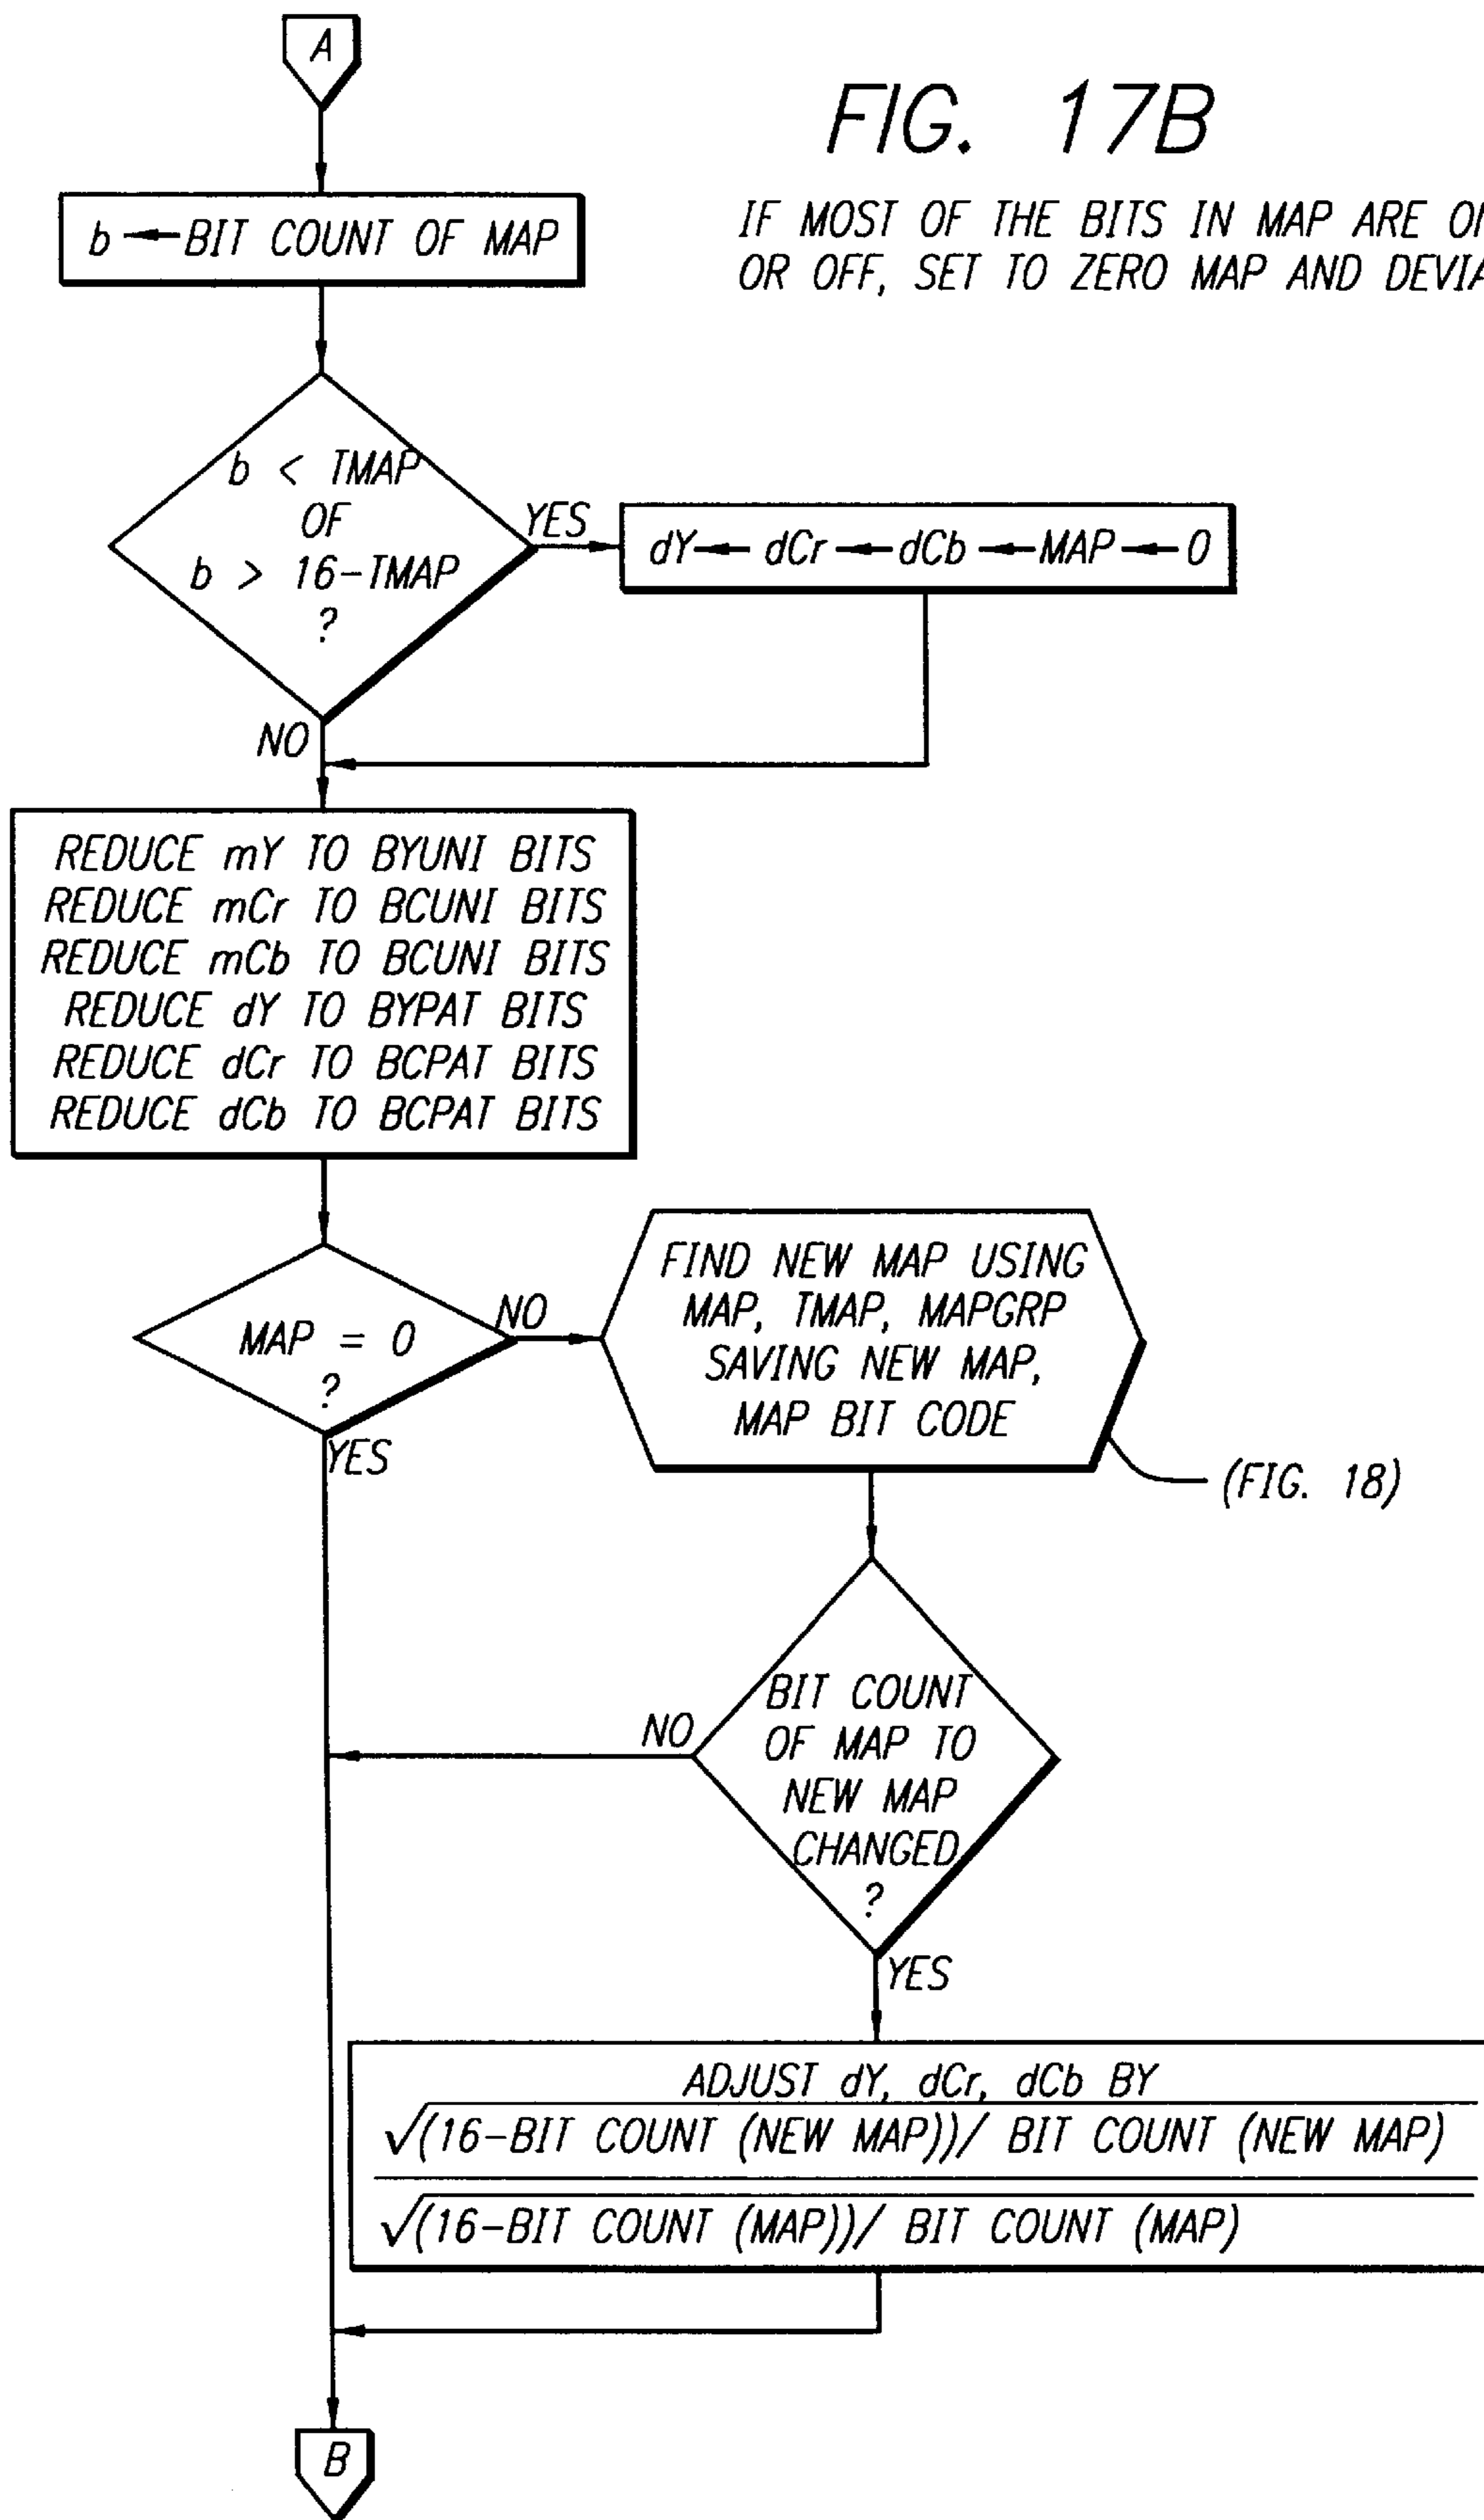 A
FIG. 17B
b ← BIT COUNT OF MAP
IF MOST OF THE BITS IN MAP ARE
OR OFF, SET TO ZERO MAP AND
b < TMAP
OF
b > 16-TMAP
?
YES
dY ← dCr ← dCb ← MAP ← 0
NO
REDUCE mY TO BYUNI BITS
REDUCE mCr TO BCUNI BITS
REDUCE mCb TO BCUNI BITS
REDUCE dY TO BYPAT BITS
REDUCE dCr TO BCPAT BITS
REDUCE dCb TO BCPAT BITS
MAP = 0
?
NO
YES
FIND NEW MAP USING
MAP, TMAP, MAPGRP
SAVING NEW MAP,
MAP BIT CODE
(FIG. 18)
BIT COUNT
OF MAP TO
NEW MAP
CHANGED
?
NO
YES
ADJUST dY, dCr, dCb BY
√(16-BIT COUNT (NEW MAP))/ BIT COUNT (NEW MAP)
√(16-BIT COUNT (MAP))/ BIT COUNT (MAP)
B